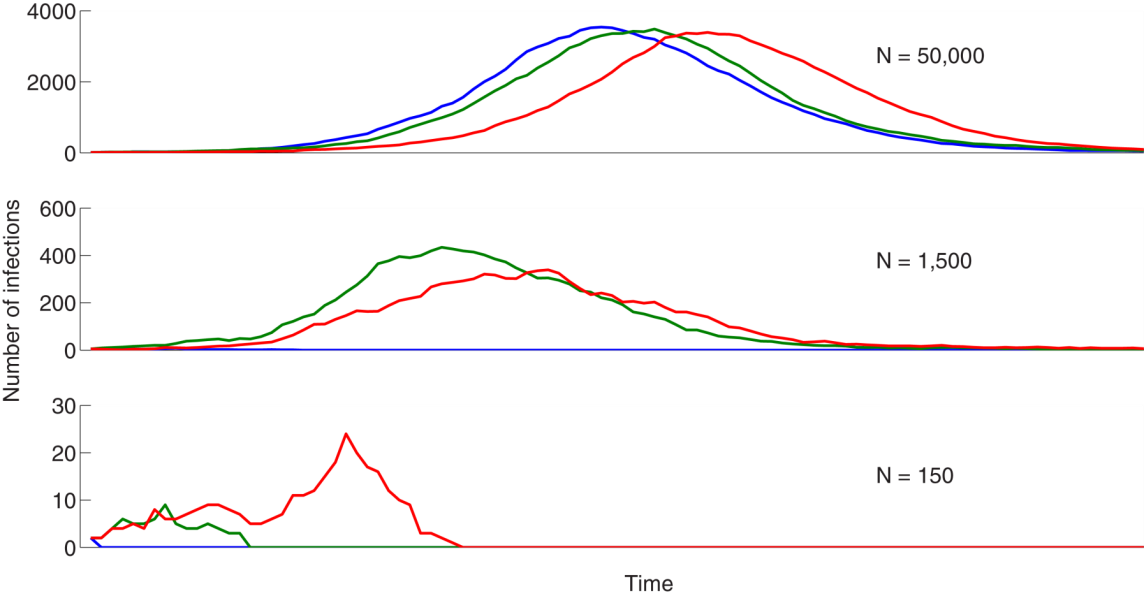 4000
2000
0
N = 50,000
600
400
200
0
N = 1,500
30
20
10
0
N = 150
Number of infections
Time